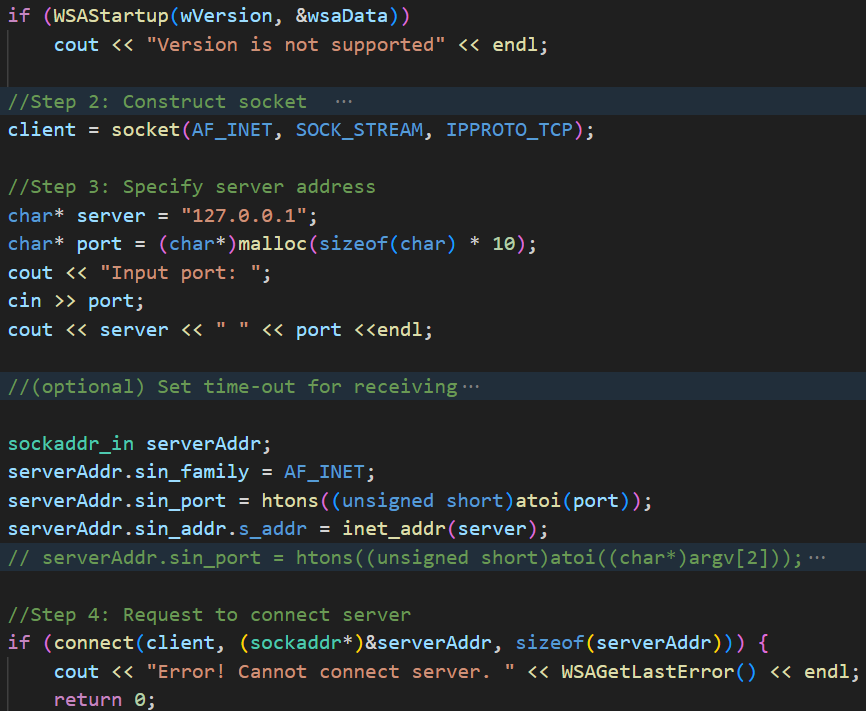 if (WSAStartup(wVersion, &wsaData))
    cout << "Version is not supported" << endl;
//Step 2: Construct socket ···
client = socket(AF_INET, SOCK_STREAM, IPPROTO_TCP);
//Step 3: Specify server address
char* server = "127.0.0.1";
char* port = (char*)malloc(sizeof(char) * 10);
cout << "Input port: ";
cin >> port;
cout << server << " " << port <<endl;
//(optional) Set time-out for receiving···
sockaddr_in serverAddr;
serverAddr.sin_family = AF_INET;
serverAddr.sin_port = htons((unsigned short)atoi(port));
serverAddr.sin_addr.s_addr = inet_addr(server);
// serverAddr.sin_port = htons((unsigned short)atoi((char*)argv[2]));···
//Step 4: Request to connect server
if (connect(client, (sockaddr*)&serverAddr, sizeof(serverAddr))) {
    cout << "Error! Cannot connect server. " << WSAGetLastError() << endl;
    return 0;